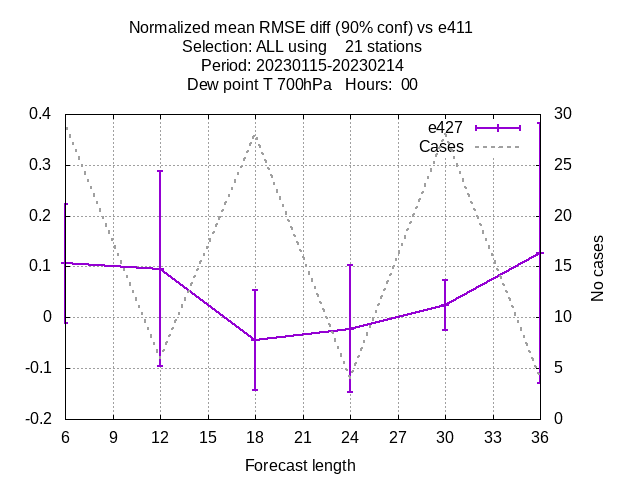 Normalized mean RMSE diff (90% conf) vs e411
Selection: ALL using    21 stations
Period: 20230115-20230214
Dew point T 700hPa   Hours:  00
e427
Cases
0.4
0.3
0.2
0.1
0
-0.1
-0.2
30
25
20
15
10
5
0
No cases
6 9 12 15 18 21 24 27 30 33 36
Forecast length